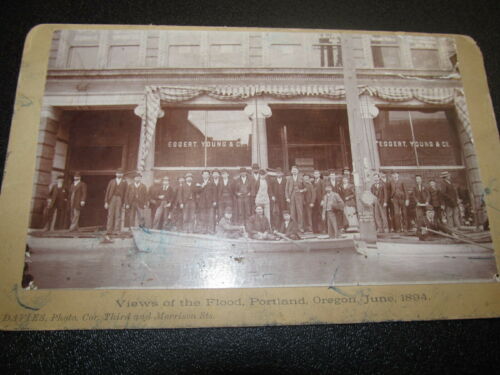 EGGERT, YOUNG & CO.
EGGERT, YOUNG & CO.
Views of the Flood, Portland, Oregon, June, 1894.
DAVIES, Photo, Cor. Third and Morrison Sts.